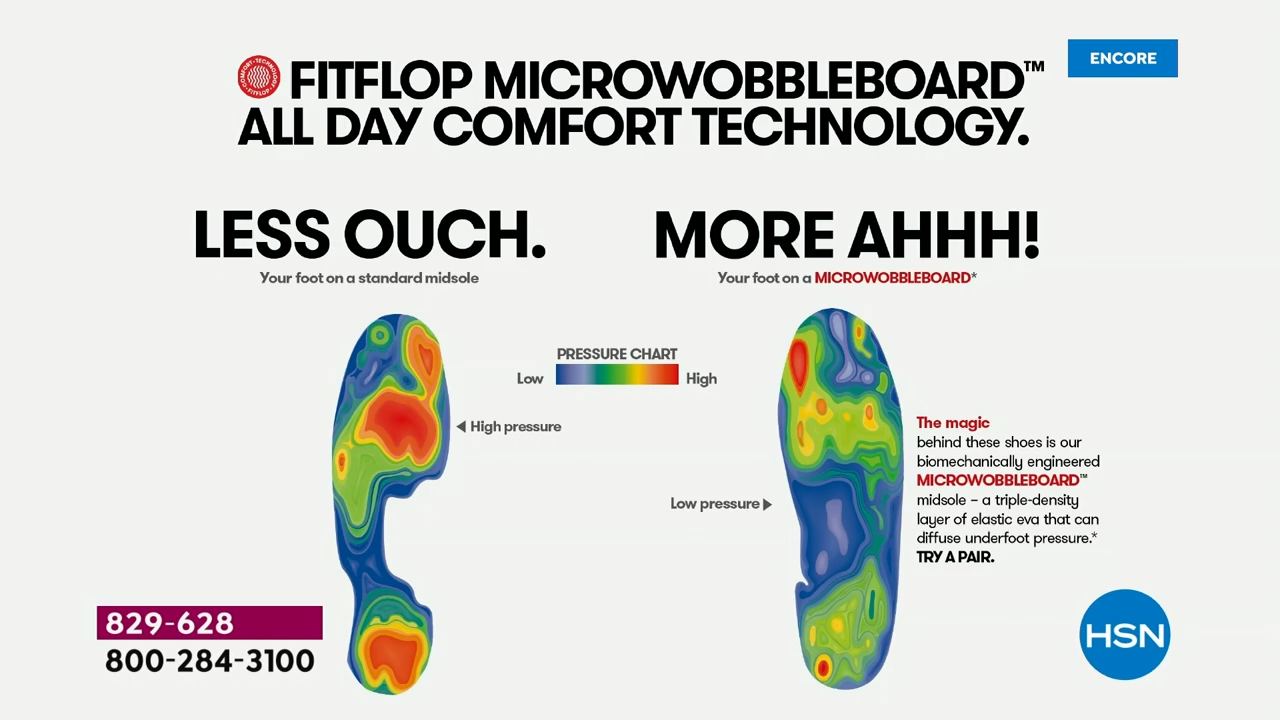 ENCORE
FITFLOP MICROWOBBLEBOARD™
ALL DAY COMFORT TECHNOLOGY.
LESS OUCH.
Your foot on a standard midsole
MORE AHHH!
Your foot on a MICROWOBBLEBOARD*
PRESSURE CHART
Low
High
High pressure
Low pressure
The magic
behind these shoes is our
biomechanically engineered
MICROWOBBLEBOARD™
midsole – a triple-density
layer of elastic eva that can
diffuse underfoot pressure.*
TRY A PAIR.
829-628
800-284-3100
HSN